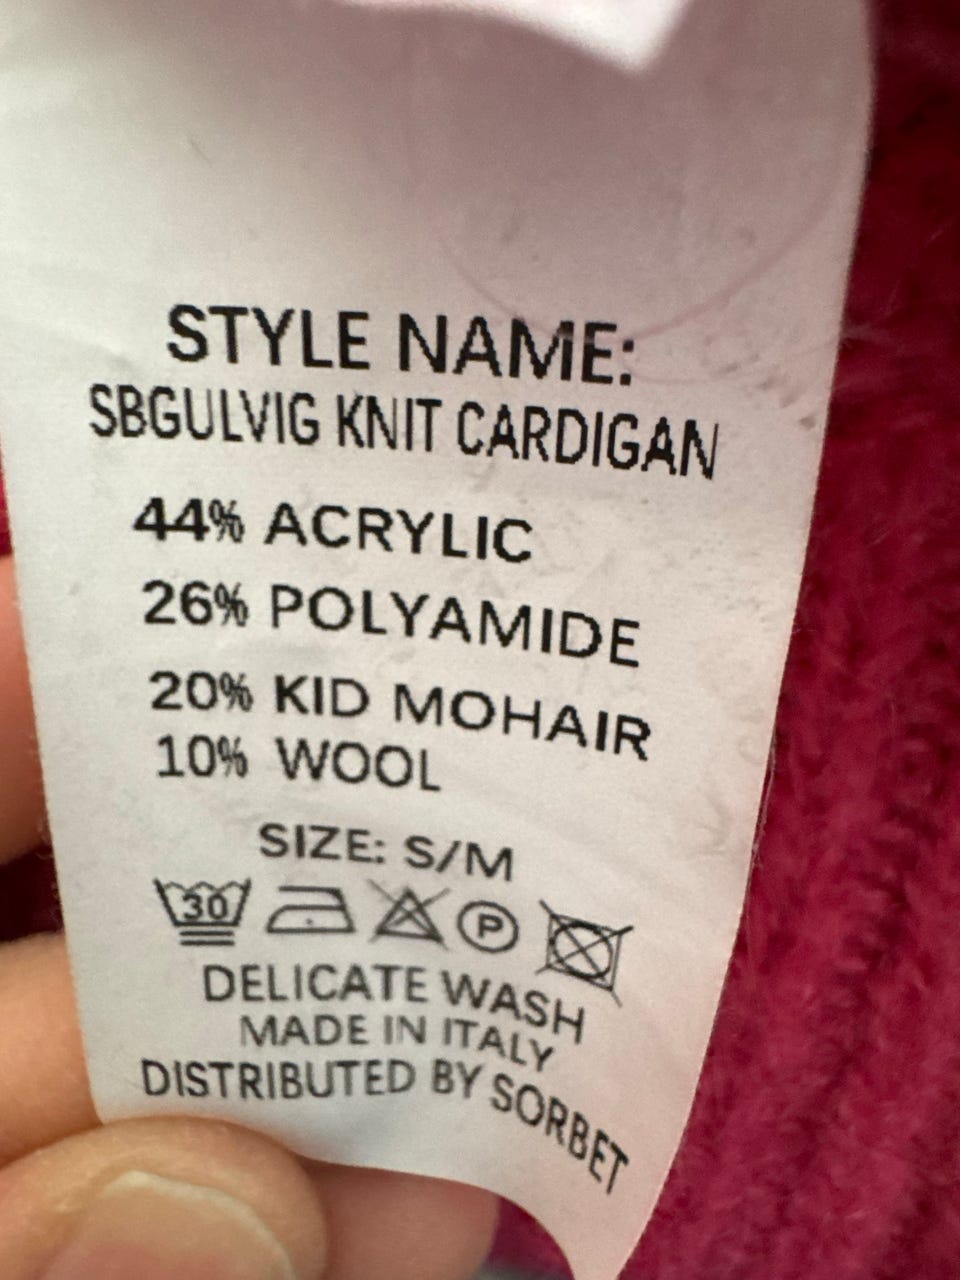 STYLE NAME:
SBGULVIG KNIT CARDIGAN
44% ACRYLIC
26% POLYAMIDE
20% KID MOHAIR
10% WOOL
SIZE: S/M
30 P
DELICATE WASH
MADE IN ITALY
DISTRIBUTED BY SORBET